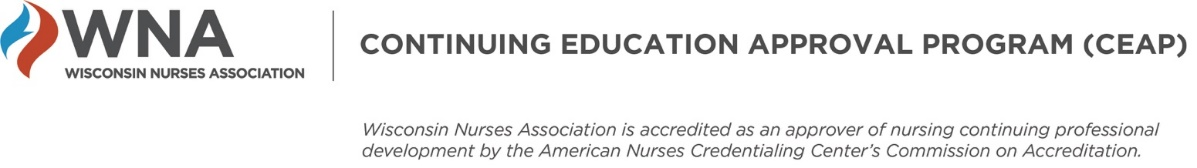 WNA
WISCONSIN NURSES ASSOCIATION
CONTINUING EDUCATION APPROVAL PROGRAM (CEAP)
Wisconsin Nurses Association is accredited as an approver of nursing continuing professional
development by the American Nurses Credentialing Center's Commission on Accreditation.